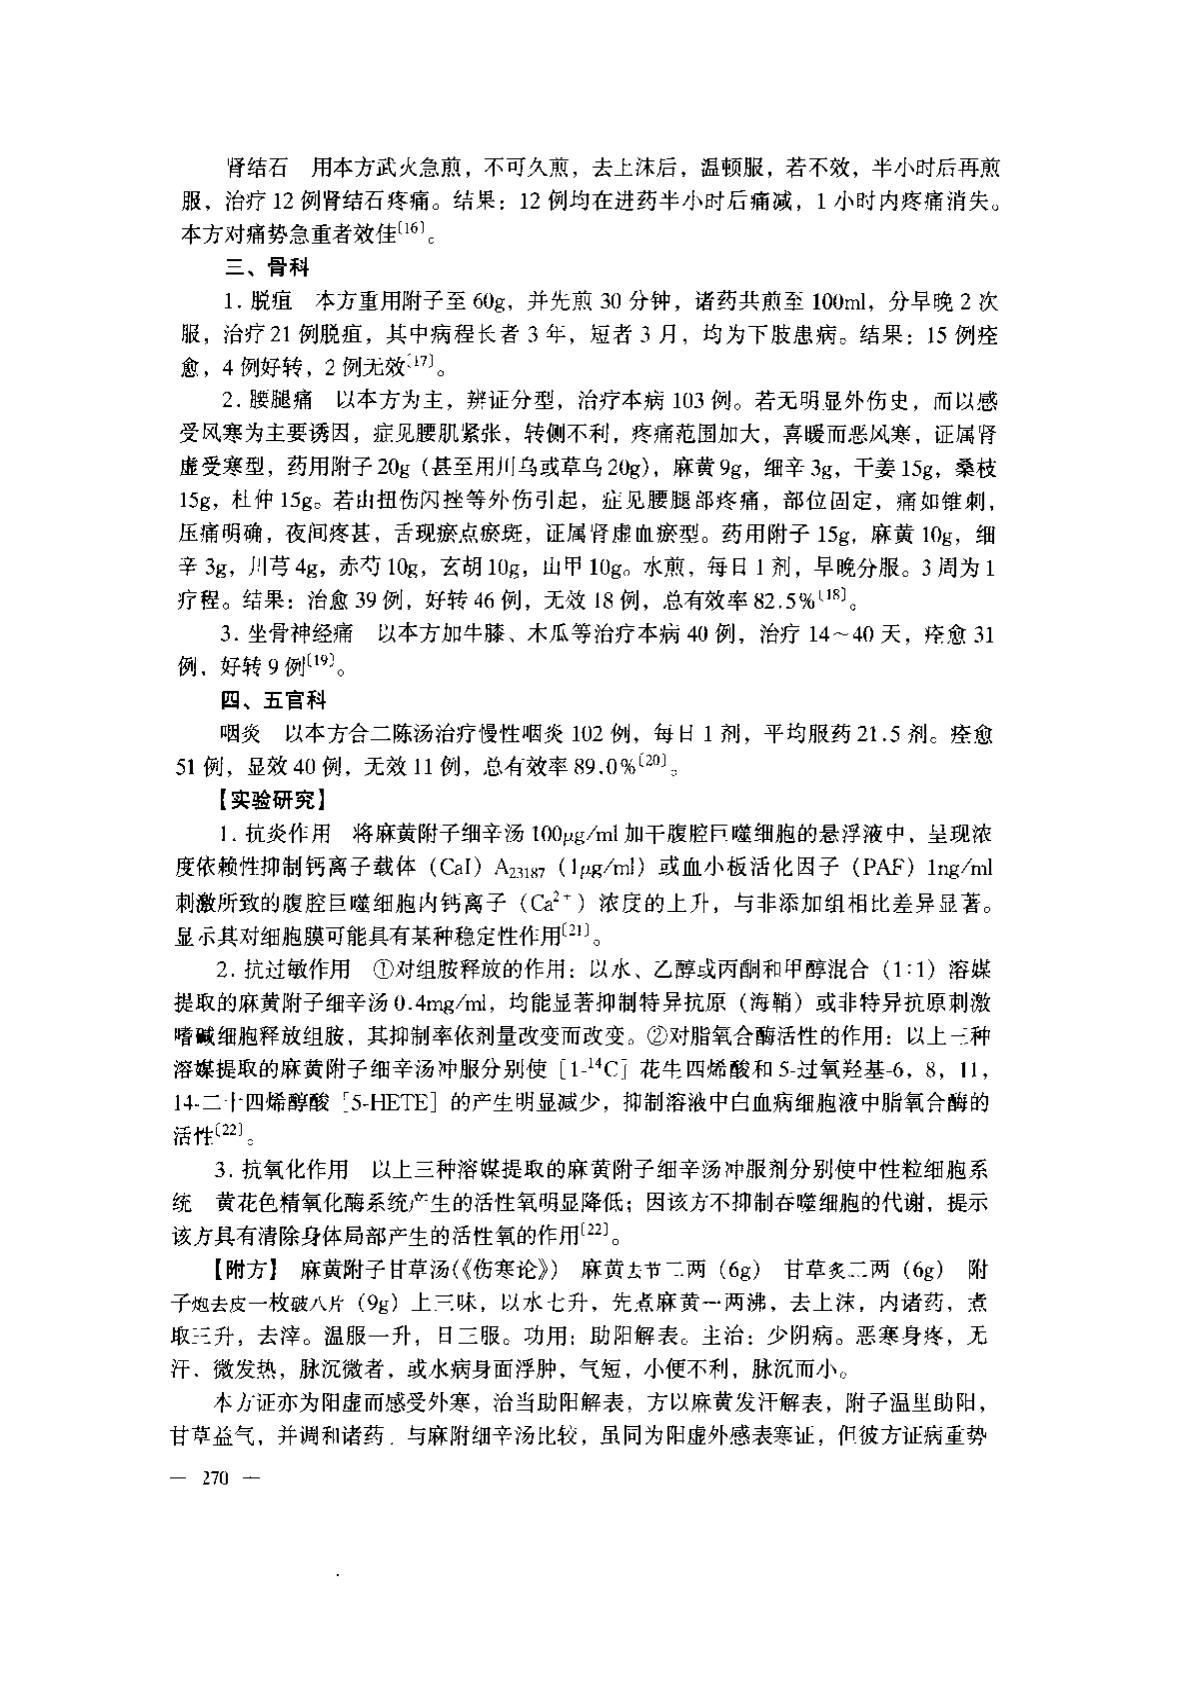 肾结石　用本方武火急煎，不可久煎，去上沫后，温顿服，若不效，半小时后再煎
服，治疗 12 例肾结石疼痛。结果：12 例均在进药半小时后痛减，1 小时内疼痛消失。
本方对痛势急重者效佳〔16〕。
三、骨科
1. 脱疽　本方重用附子至 60g，并先煎 30 分钟，诸药共煎至 100ml，分早晚 2 次
服，治疗 21 例脱疽，其中病程长者 3 年，短者 3 月，均为下肢患病。结果：15 例痊
愈，4 例好转，2 例无效〔17〕。
2. 腰腿痛　以本方为主，辨证分型，治疗本病 103 例。若无明显外伤史，而以感
受风寒为主要诱因，症见腰肌紧张，转侧不利，疼痛范围加大，喜暖而恶风寒，证属肾
虚受寒型，药用附子 20g（甚至用川乌或草乌 20g），麻黄 9g，细辛 3g，干姜 15g，桑枝
15g，杜仲 15g。若由扭伤闪挫等外伤引起，症见腰腿部疼痛，部位固定，痛如锥刺，
压痛明确，夜间疼甚，舌现瘀点瘀斑，证属肾虚血瘀型。药用附子 15g，麻黄 10g，细
辛 3g，川芎 4g，赤芍 10g，玄胡 10g，山甲 10g。水煎，每日 1 剂，早晚分服。3 周为 1
疗程。结果：治愈 39 例，好转 46 例，无效 18 例，总有效率 82.5%〔18〕。
3. 坐骨神经痛　以本方加牛膝、木瓜等治疗本病 40 例，治疗 14～40 天，痊愈 31
例，好转 9 例〔19〕。
四、五官科
咽炎　以本方合二陈汤治疗慢性咽炎 102 例，每日 1 剂，平均服药 21.5 剂。痊愈
51 例，显效 40 例，无效 11 例，总有效率 89.0%〔20〕。
【实验研究】
1. 抗炎作用　将麻黄附子细辛汤 100μg/ml 加于腹腔巨噬细胞的悬浮液中，呈现浓
度依赖性抑制钙离子载体（CaI）A23187（1μg/ml）或血小板活化因子（PAF）1ng/ml
刺激所致的腹腔巨噬细胞内钙离子（Ca²⁺）浓度的上升，与非添加组相比差异显著。
显示其对细胞膜可能具有某种稳定性作用〔21〕。
2. 抗过敏作用　①对组胺释放的作用：以水、乙醇或丙酮和甲醇混合（1:1）溶媒
提取的麻黄附子细辛汤 0.4mg/ml，均能显著抑制特异抗原（海鞘）或非特异抗原刺激
嗜碱细胞释放组胺，其抑制率依剂量改变而改变。②对脂氧合酶活性的作用：以上三种
溶媒提取的麻黄附子细辛汤冲服分别使［1-¹⁴C］花生四烯酸和 5-过氧羟基-6，8，11，
14-二十四烯醇酸［5-HETE］的产生明显减少，抑制溶液中白血病细胞液中脂氧合酶的
活性〔22〕。
3. 抗氧化作用　以上三种溶媒提取的麻黄附子细辛汤冲服剂分别使中性粒细胞系
统　黄花色精氧化酶系统产生的活性氧明显降低；因该方不抑制吞噬细胞的代谢，提示
该方具有清除身体局部产生的活性氧的作用〔22〕。
【附方】 麻黄附子甘草汤（《伤寒论》）　麻黄去节二两（6g）　甘草炙二两（6g）　附
子炮去皮一枚破八片（9g）上三味，以水七升，先煮麻黄一两沸，去上沫，内诸药，煮
取三升，去滓。温服一升，日三服。功用：助阳解表。主治：少阴病。恶寒身疼，无
汗、微发热，脉沉微者，或水病身面浮肿，气短，小便不利，脉沉而小。
本方证亦为阳虚而感受外寒，治当助阳解表，方以麻黄发汗解表，附子温里助阳，
甘草益气，并调和诸药．与麻附细辛汤比较，虽同为阳虚外感表寒证，但彼方证病重势
— 270 —